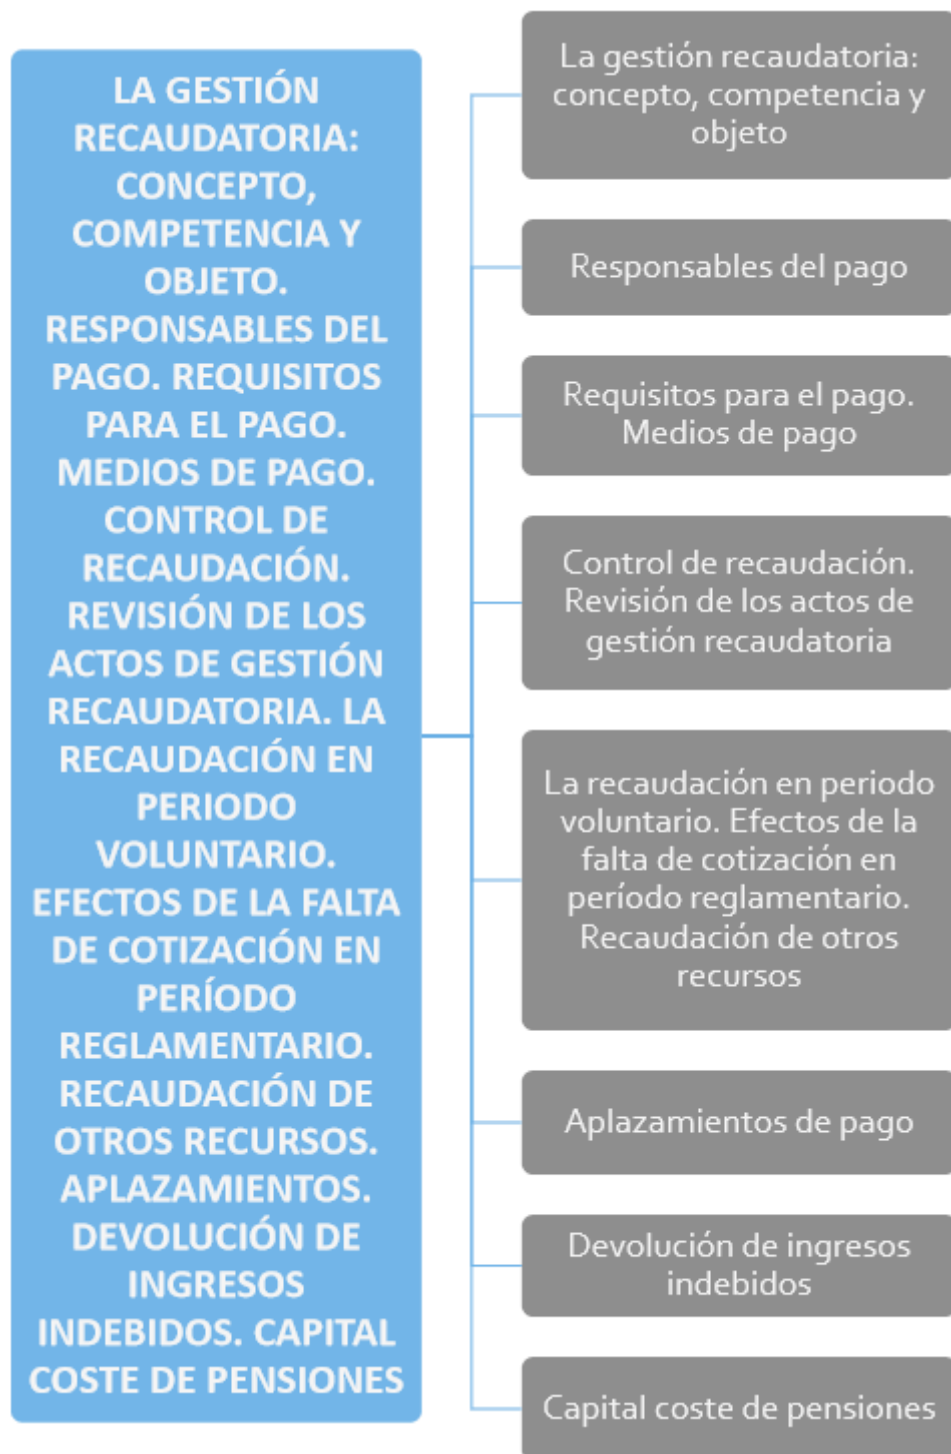 LA GESTIÓN
RECAUDATORIA:
CONCEPTO,
COMPETENCIA Y
OBJETO.
RESPONSABLES DEL
PAGO. REQUISITOS
PARA EL PAGO.
MEDIOS DE PAGO.
CONTROL DE
RECAUDACIÓN.
REVISIÓN DE LOS
ACTOS DE GESTIÓN
RECAUDATORIA. LA
RECAUDACIÓN EN
PERIODO
VOLUNTARIO.
EFECTOS DE LA FALTA
DE COTIZACIÓN EN
PERÍODO
REGLAMENTARIO.
RECAUDACIÓN DE
OTROS RECURSOS.
APLAZAMIENTOS.
DEVOLUCIÓN DE
INGRESOS
INDEBIDOS. CAPITAL
COSTE DE PENSIONES
La gestión recaudatoria:
concepto, competencia y
objeto
Responsables del pago
Requisitos para el pago.
Medios de pago
Control de recaudación.
Revisión de los actos de
gestión recaudatoria
La recaudación en periodo
voluntario. Efectos de la
falta de cotización en
período reglamentario.
Recaudación de otros
recursos
Aplazamientos de pago
Devolución de ingresos
indebidos
Capital coste de pensiones